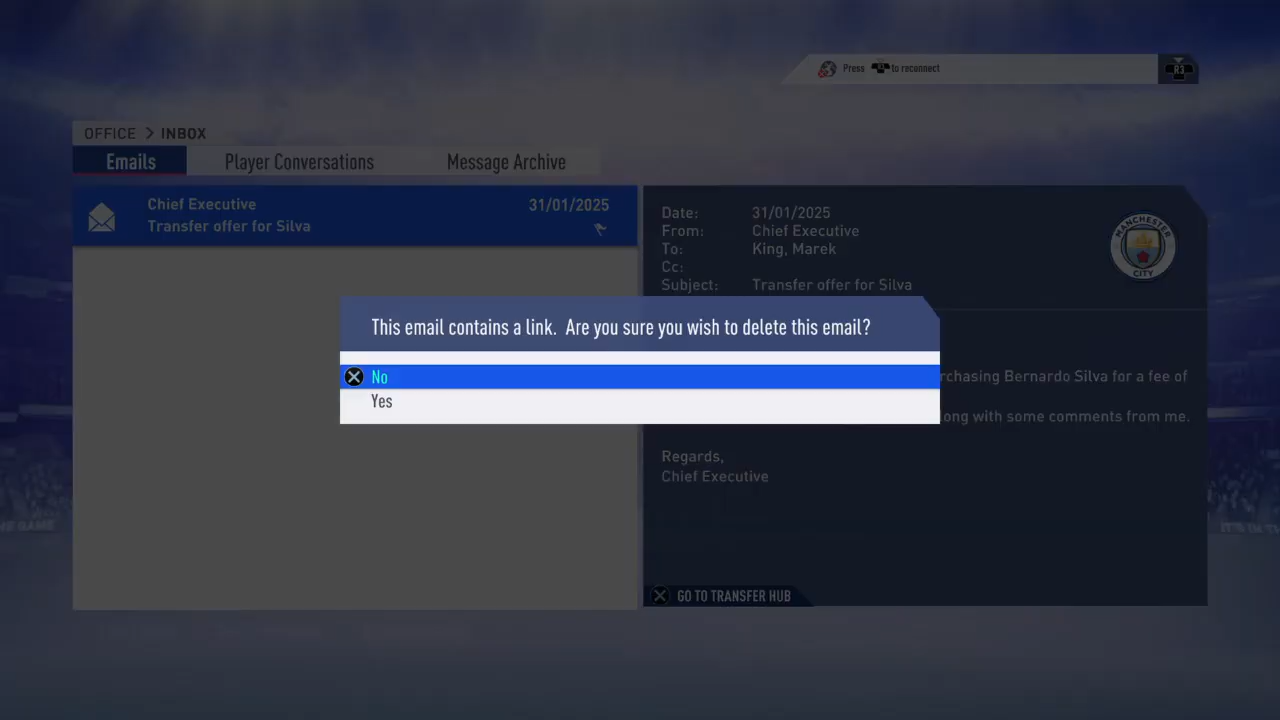 Press to reconnect
R3
OFFICE > INBOX
Emails
Player Conversations
Message Archive
Chief Executive
31/01/2025
Transfer offer for Silva
Date: 31/01/2025
From: Chief Executive
To: King, Marek
Cc:
Subject: Transfer offer for Silva
MANCHESTER
CITY
This email contains a link. Are you sure you wish to delete this email?
No
Yes
rchasing Bernardo Silva for a fee of
ong with some comments from me.
Regards,
Chief Executive
GO TO TRANSFER HUB